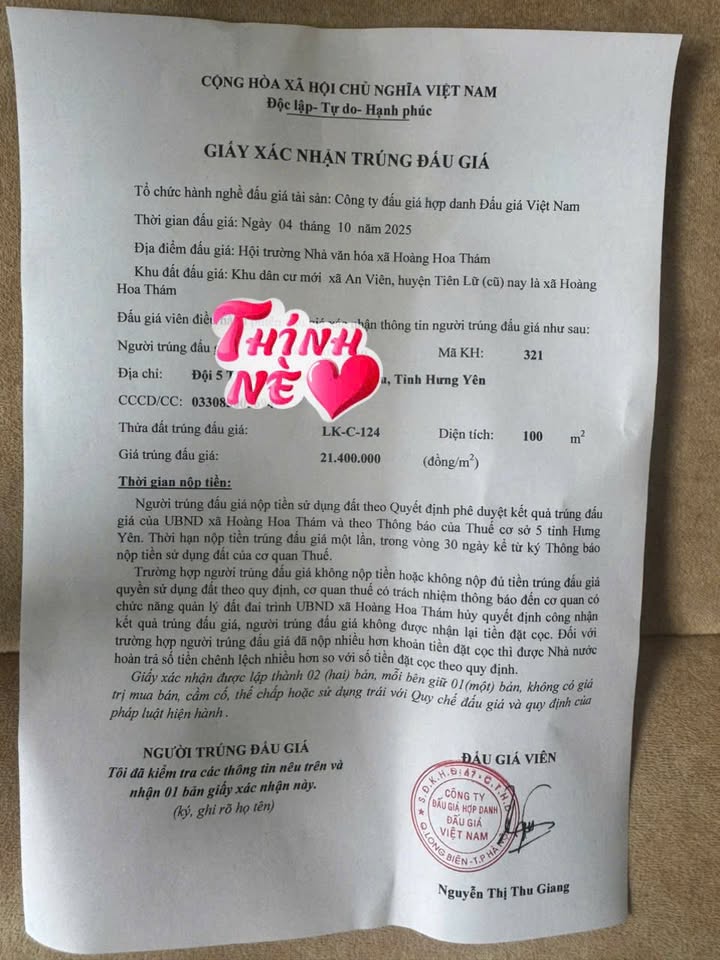 CỘNG HÒA XÃ HỘI CHỦ NGHĨA VIỆT NAM
Độc lập- Tự do- Hạnh phúc
GIẤY XÁC NHẬN TRÚNG ĐẤU GIÁ
Tổ chức hành nghề đấu giá tài sản: Công ty đấu giá hợp danh Đấu giá Việt Nam
Thời gian đấu giá: Ngày 04 tháng 10 năm 2025
Địa điểm đấu giá: Hội trường Nhà văn hóa xã Hoàng Hoa Thám
Khu đất đấu giá: Khu dân cư mới xã An Viên, huyện Tiên Lữ (cũ) nay là xã Hoàng
Hoa Thám
Đấu giá viên nhận thông tin người trúng đấu giá như sau:
Người trúng đấu Mã KH: 321
Địa chỉ: Đội 5 Tỉnh Hưng Yên
CCCD/CC: 03308
THÍNH
NÈ
Thửa đất trúng đấu giá: LK-C-124 Diện tích: 100 m²
Giá trúng đấu giá: 21.400.000 (đồng/m²)
Thời gian nộp tiền:
Người trúng đấu giá nộp tiền sử dụng đất theo Quyết định phê duyệt kết quả trúng đấu
giá của UBND xã Hoàng Hoa Thám và theo Thông báo của Thuế cơ sở 5 tỉnh Hưng
Yên. Thời hạn nộp tiền trúng đấu giá một lần, trong vòng 30 ngày kể từ ký Thông báo
nộp tiền sử dụng đất của cơ quan Thuế.
Trường hợp người trúng đấu giá không nộp tiền hoặc không nộp đủ tiền trúng đấu giá
quyền sử dụng đất theo quy định, cơ quan thuế có trách nhiệm thông báo đến cơ quan có
chức năng quản lý đất đai trình UBND xã Hoàng Hoa Thám hủy quyết định công nhận
kết quả trúng đấu giá, người trúng đấu giá không được nhận lại tiền đặt cọc. Đối với
trường hợp người trúng đấu giá đã nộp nhiều hơn khoản tiền đặt cọc thì được Nhà nước
hoàn trả số tiền chênh lệch nhiều hơn so với số tiền đặt cọc theo quy định.
Giấy xác nhận được lập thành 02 (hai) bản, mỗi bên giữ 01(một) bản, không có giá
trị mua bán, cầm cố, thế chấp hoặc sử dụng trái với Quy chế đấu giá và quy định của
pháp luật hiện hành .
NGƯỜI TRÚNG ĐẤU GIÁ
Tôi đã kiểm tra các thông tin nêu trên và
nhận 01 bản giấy xác nhận này.
(ký, ghi rõ họ tên)
ĐẤU GIÁ VIÊN
CÔNG TY
ĐẤU GIÁ HỢP DANH
ĐẤU GIÁ
VIỆT NAM
Q.LONG BIÊN-T.P HÀ
Nguyễn Thị Thu Giang